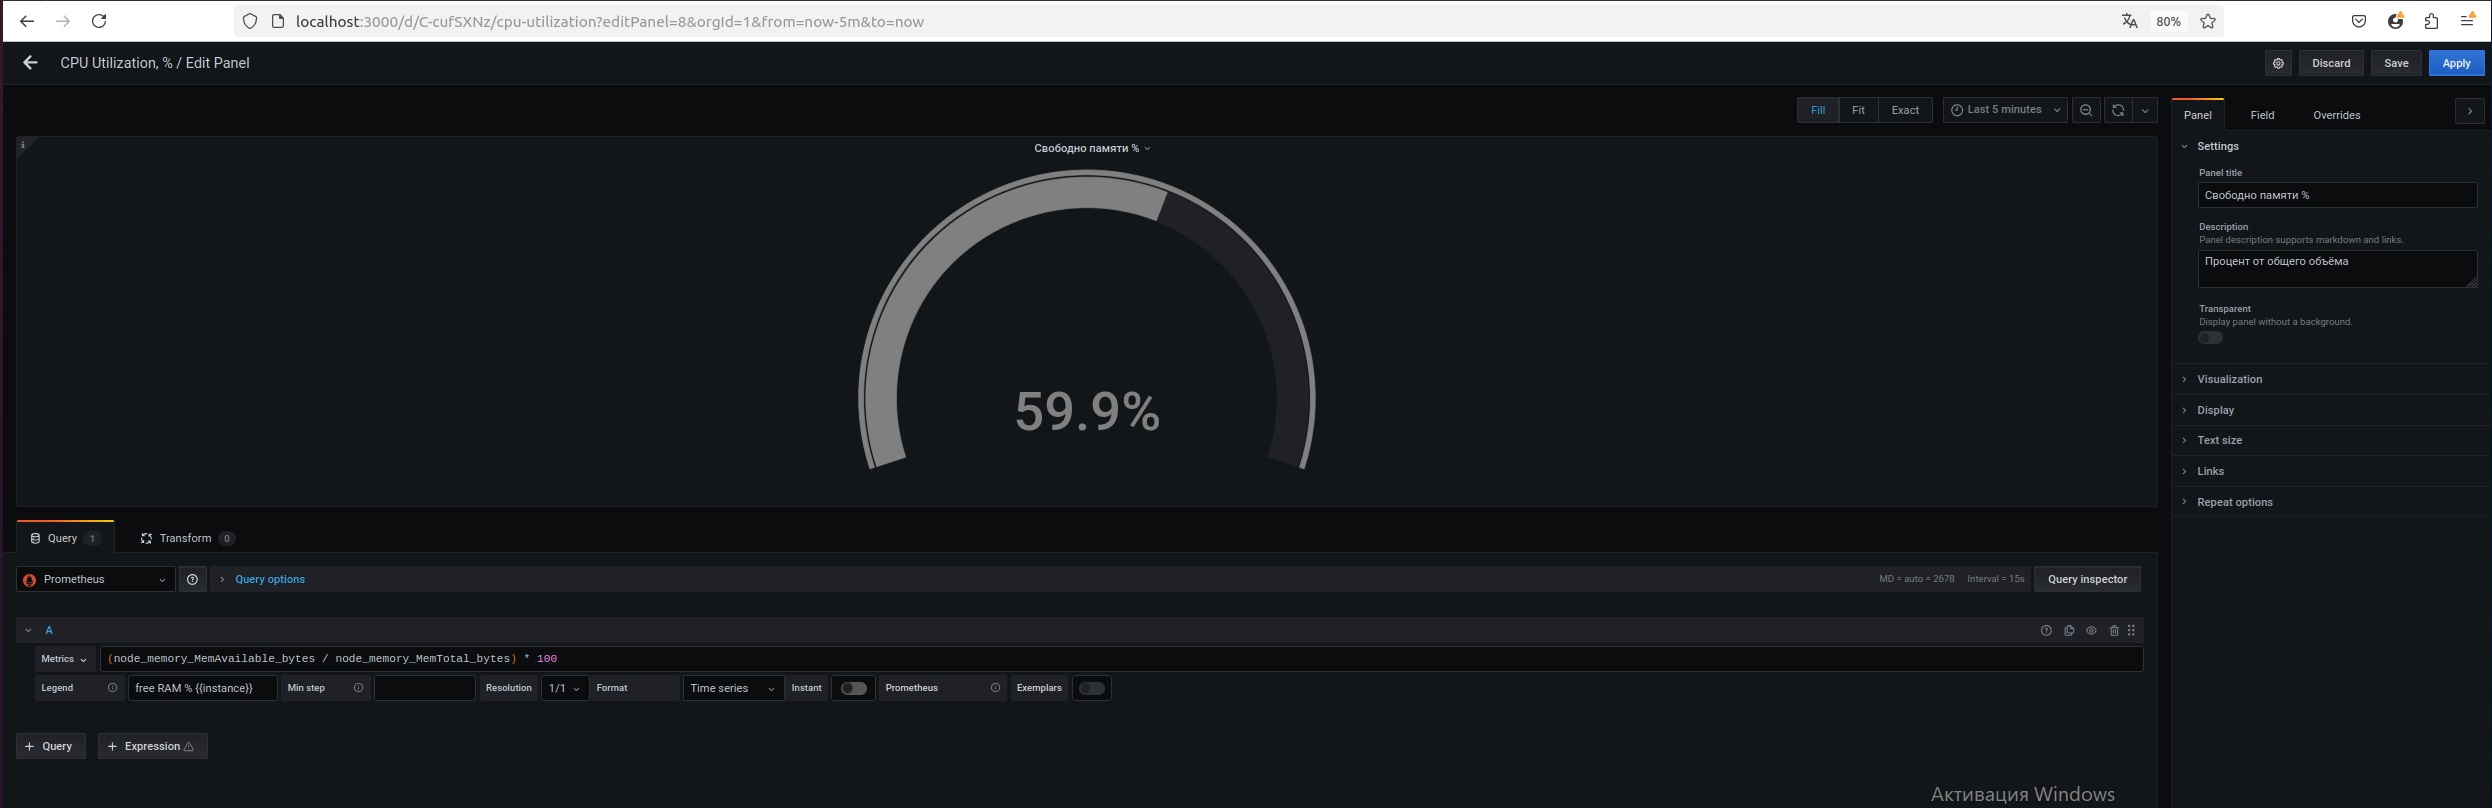 localhost:3000/d/C-cufSXNz/cpu-utilization?editPanel=8&orgId=1&from=now-5m&to=now
80%
CPU Utilization, % / Edit Panel
Discard
Save
Apply
Fill
Fit
Exact
Last 5 minutes
Panel
Field
Overrides
Свободно памяти %
59.9%
Settings
Panel title
Свободно памяти %
Description
Panel description supports markdown and links.
Процент от общего объёма
Transparent
Display panel without a background.
Visualization
Display
Text size
Links
Repeat options
Query 1
Transform 0
Prometheus
Query options
MD = auto = 2678
Interval = 15s
Query inspector
A
Metrics
(node_memory_MemAvailable_bytes / node_memory_MemTotal_bytes) * 100
Legend
free RAM % {{instance}}
Min step
Resolution
1/1
Format
Time series
Instant
Prometheus
Exemplars
+ Query
+ Expression
Активация Windows